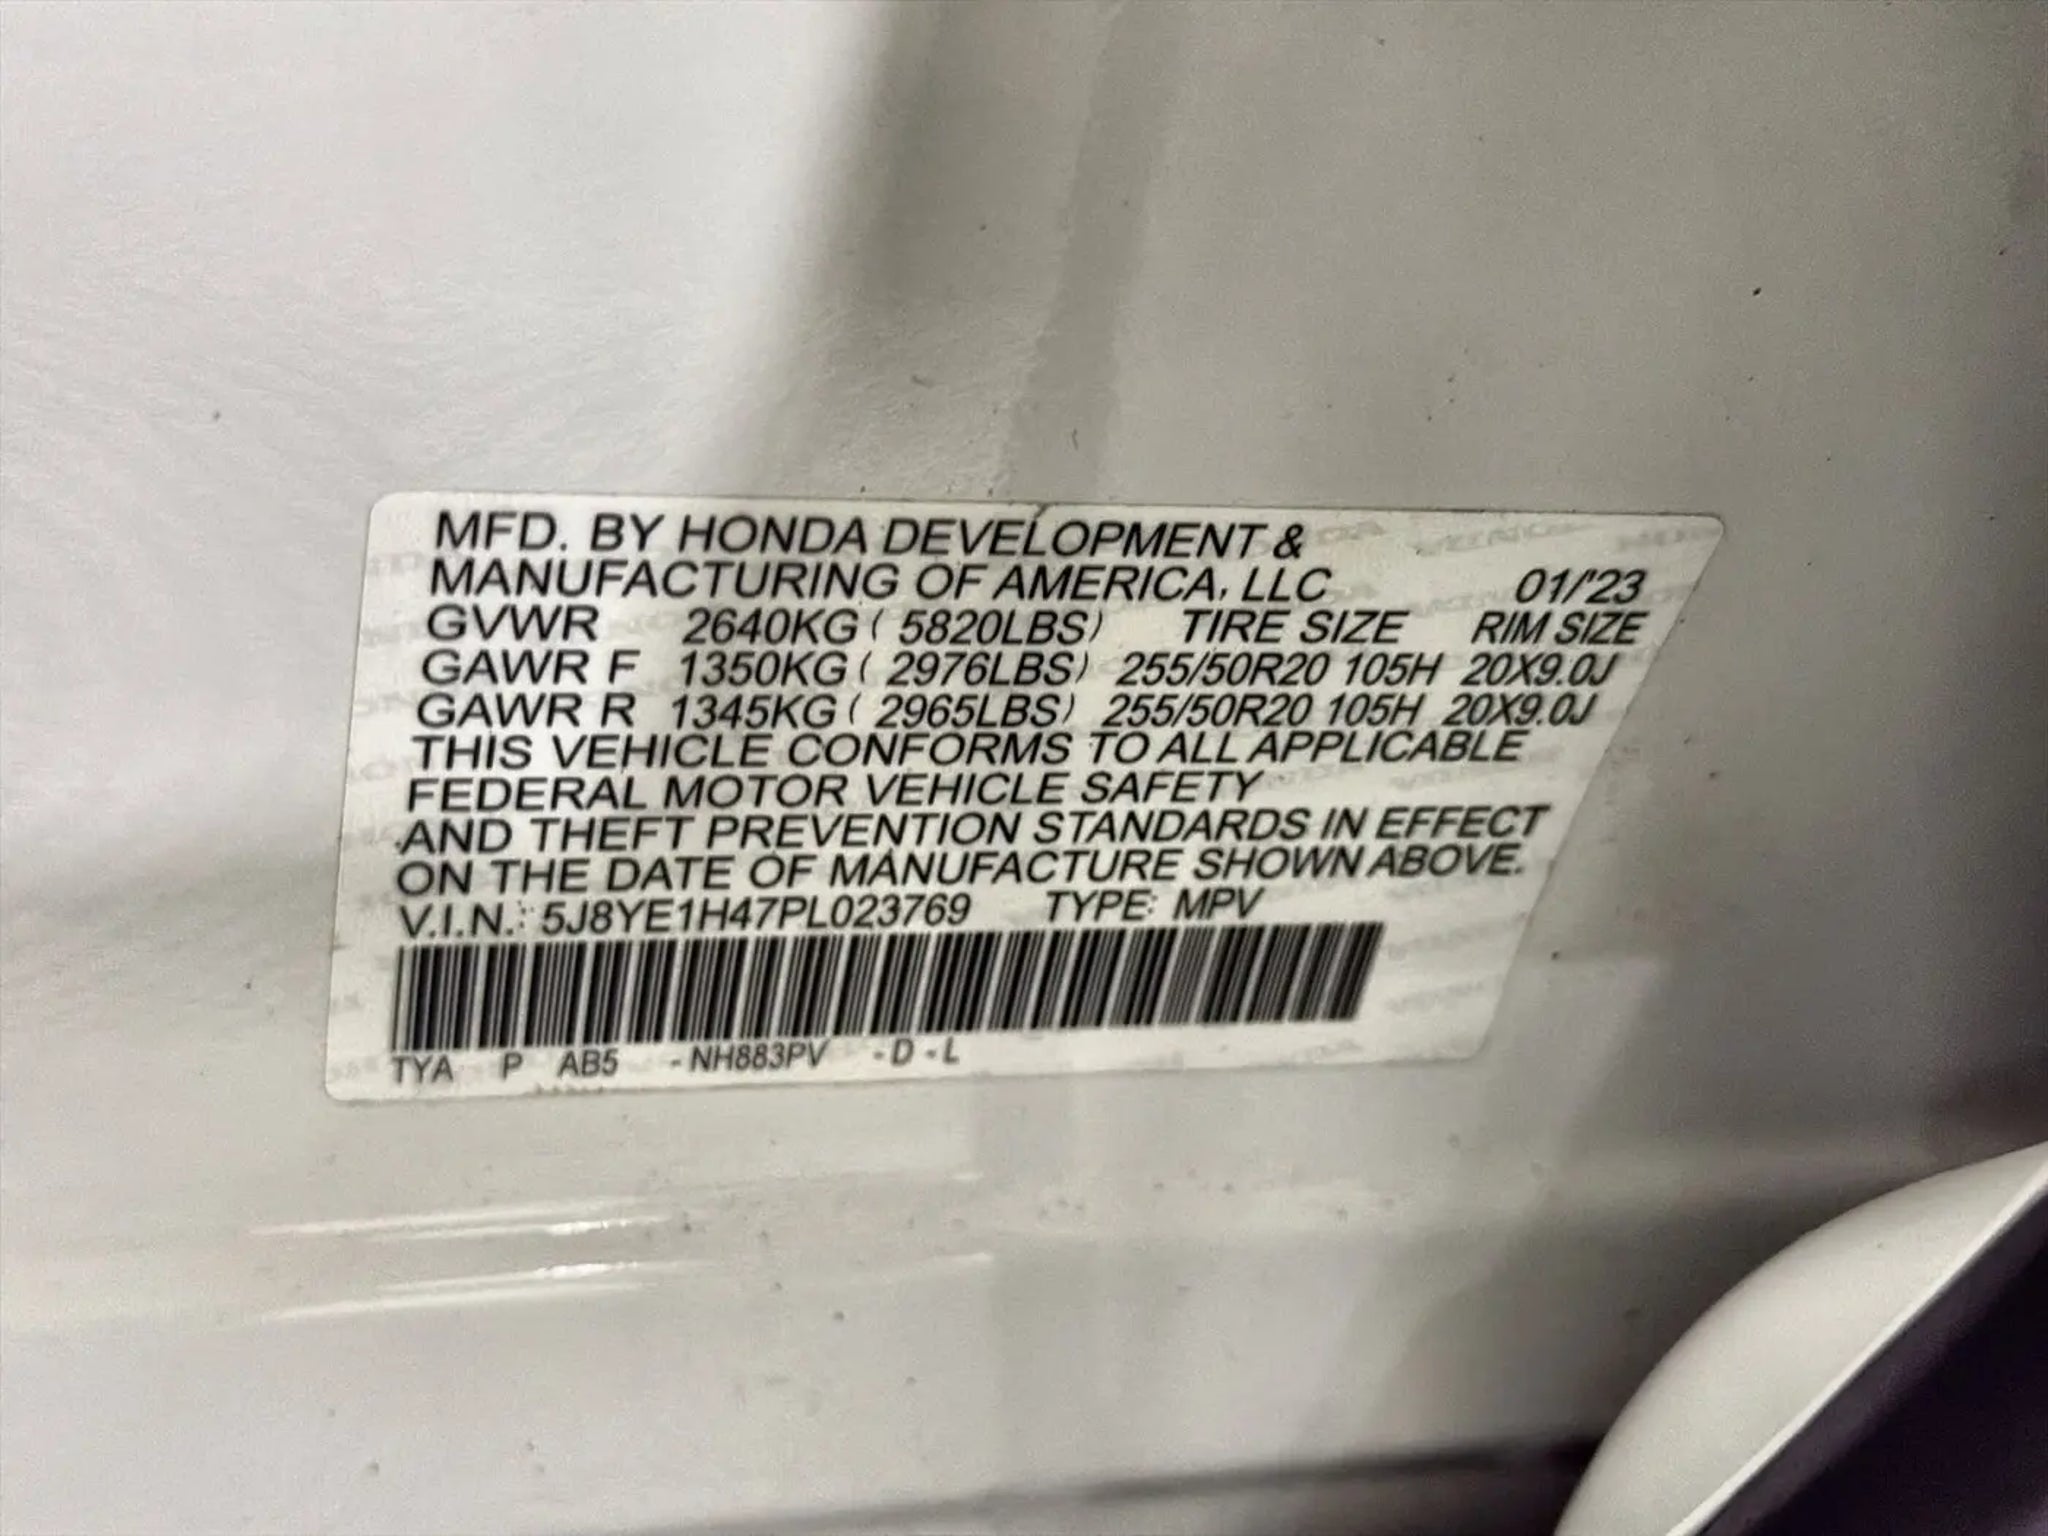 MFD. BY HONDA DEVELOPMENT &
MANUFACTURING OF AMERICA, LLC 01/'23
GVWR 2640KG ( 5820LBS) TIRE SIZE RIM SIZE
GAWR F 1350KG ( 2976LBS) 255/50R20 105H 20X9.0J
GAWR R 1345KG ( 2965LBS) 255/50R20 105H 20X9.0J
THIS VEHICLE CONFORMS TO ALL APPLICABLE
FEDERAL MOTOR VEHICLE SAFETY
AND THEFT PREVENTION STANDARDS IN EFFECT
ON THE DATE OF MANUFACTURE SHOWN ABOVE.
V.I.N.: 5J8YE1H47PL023769 TYPE: MPV
TYA P AB5 - NH883PV - D - L